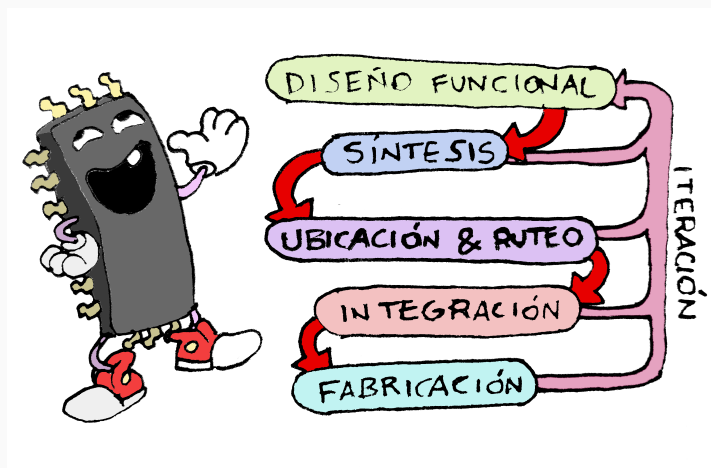 DISEÑO FUNCIONAL
SÍNTESIS
UBICACIÓN & RUTEO
INTEGRACIÓN
FABRICACIÓN
ITERACIÓN